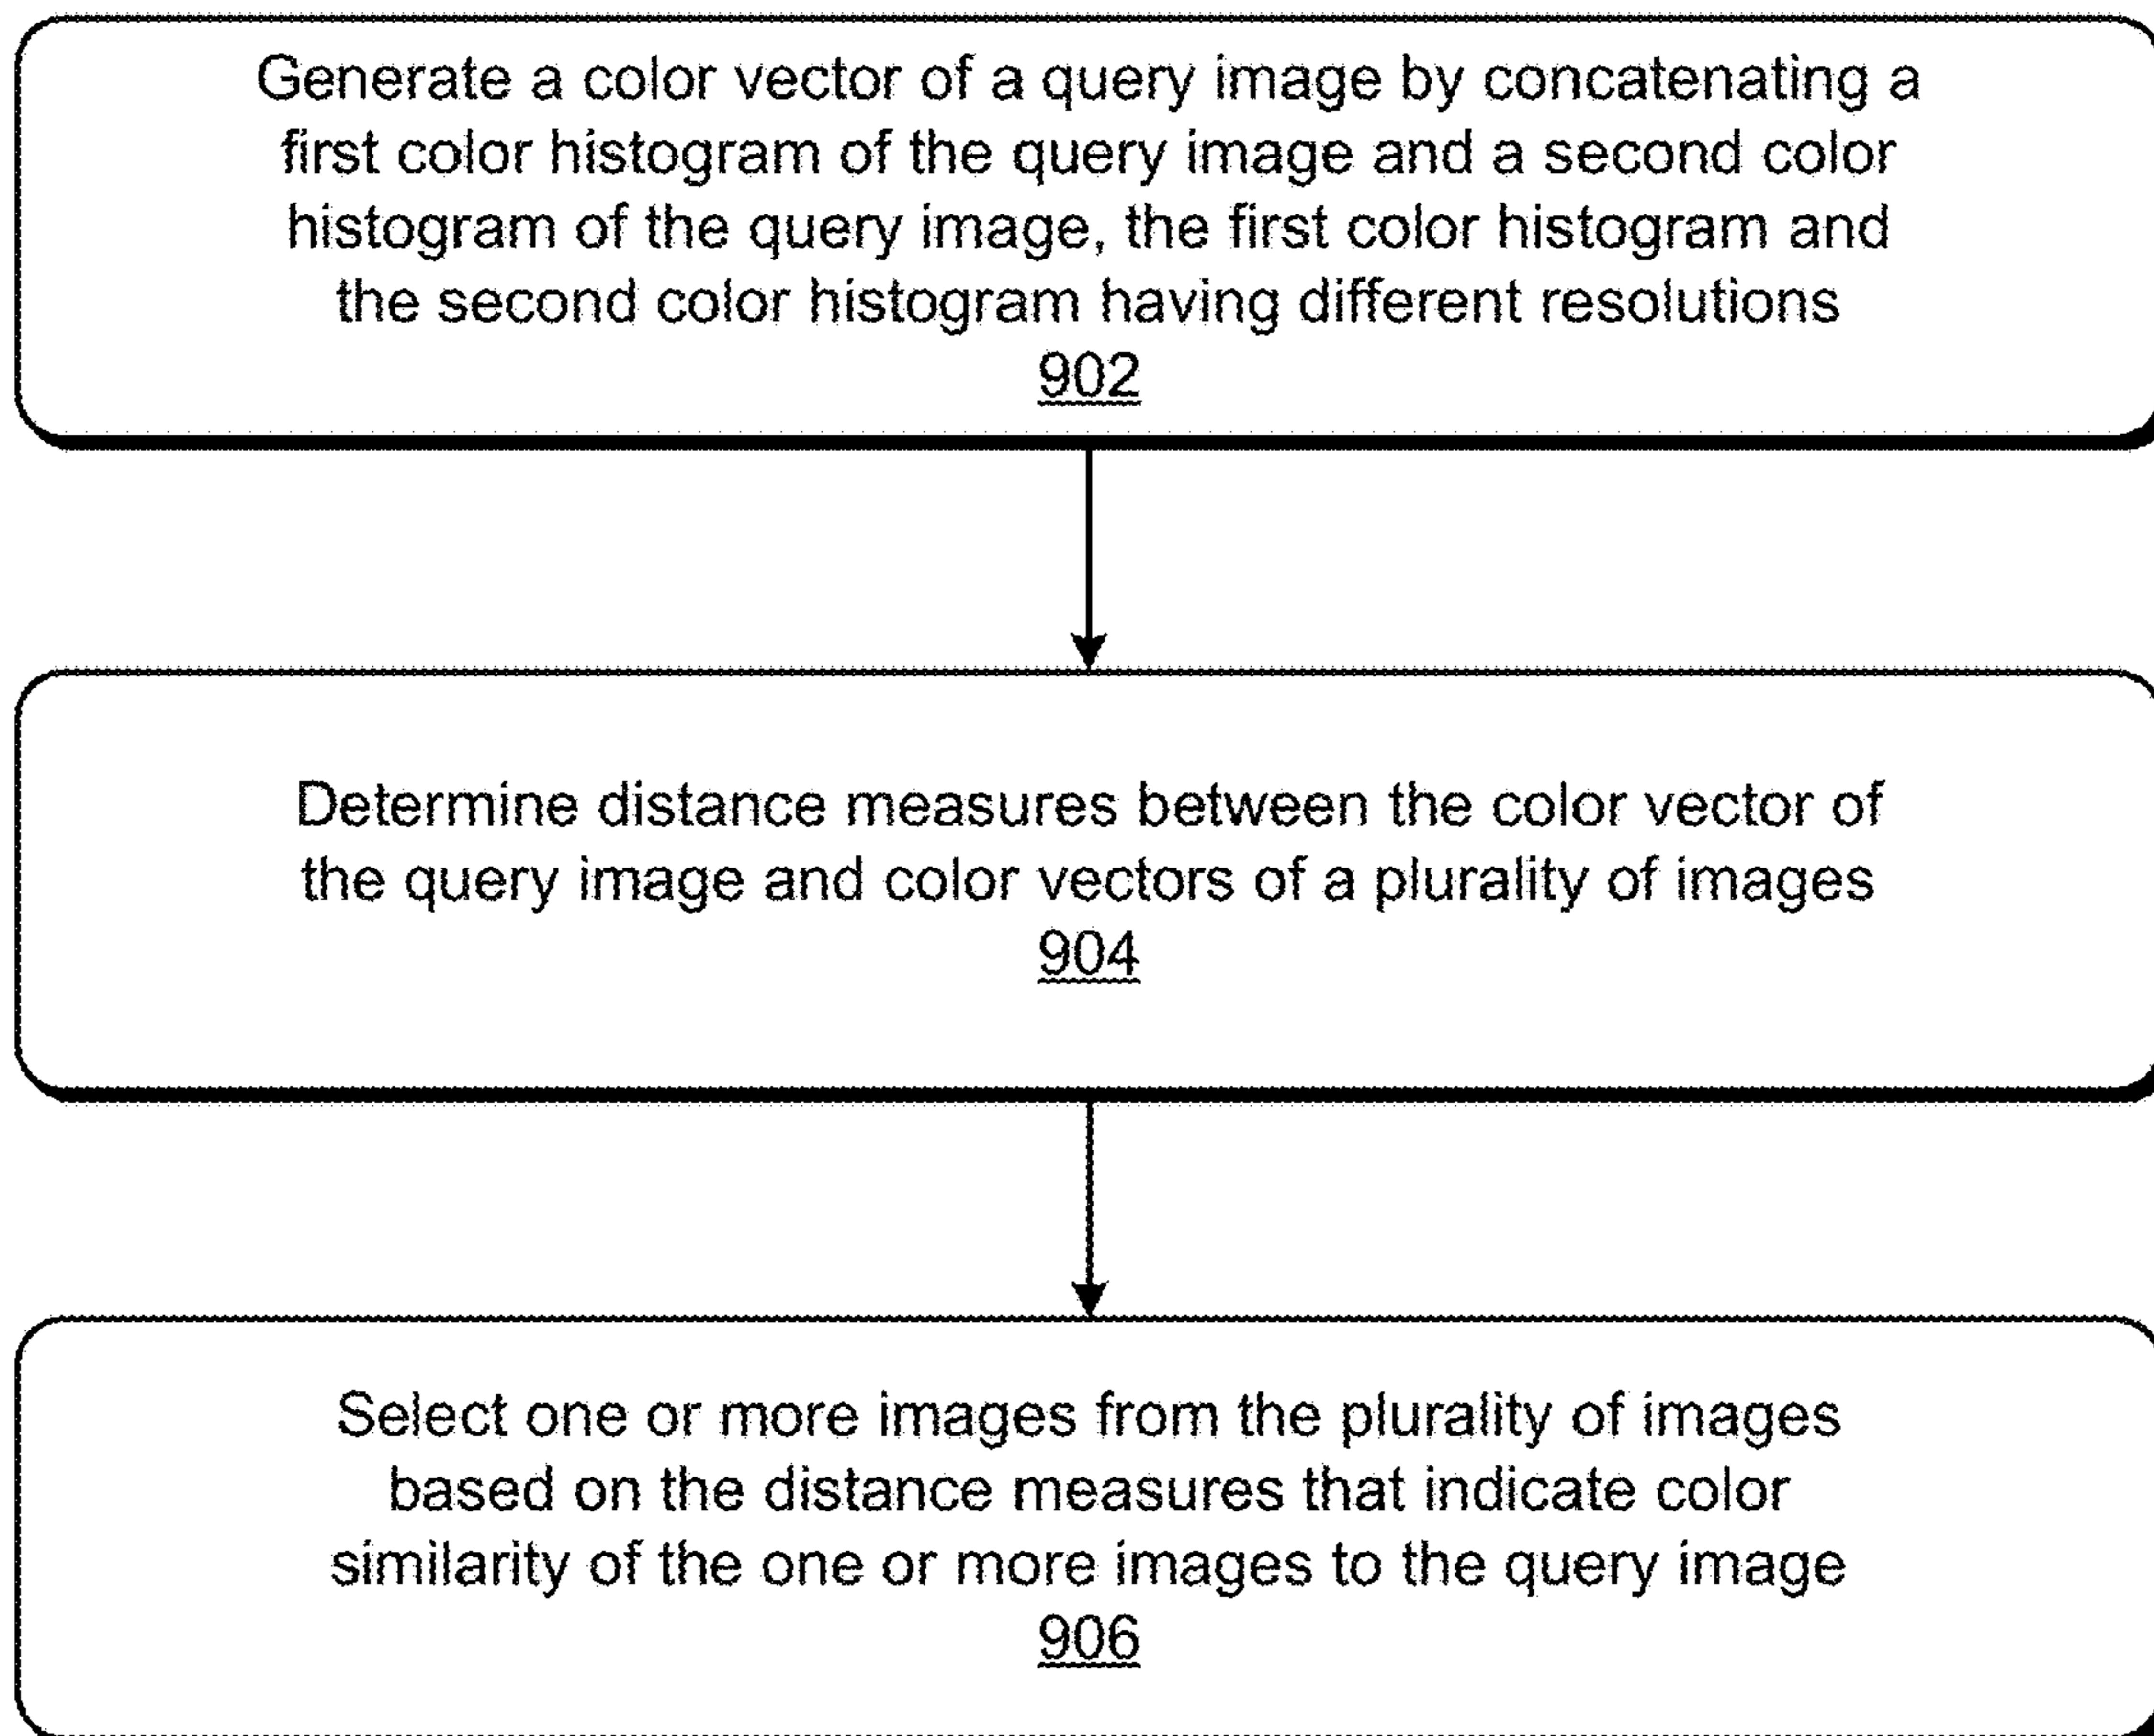 Generate a color vector of a query image by concatenating a
first color histogram of the query image and a second color
histogram of the query image, the first color histogram and
the second color histogram having different resolutions
902
Determine distance measures between the color vector of
the query image and color vectors of a plurality of images
904
Select one or more images from the plurality of images
based on the distance measures that indicate color
similarity of the one or more images to the query image
906